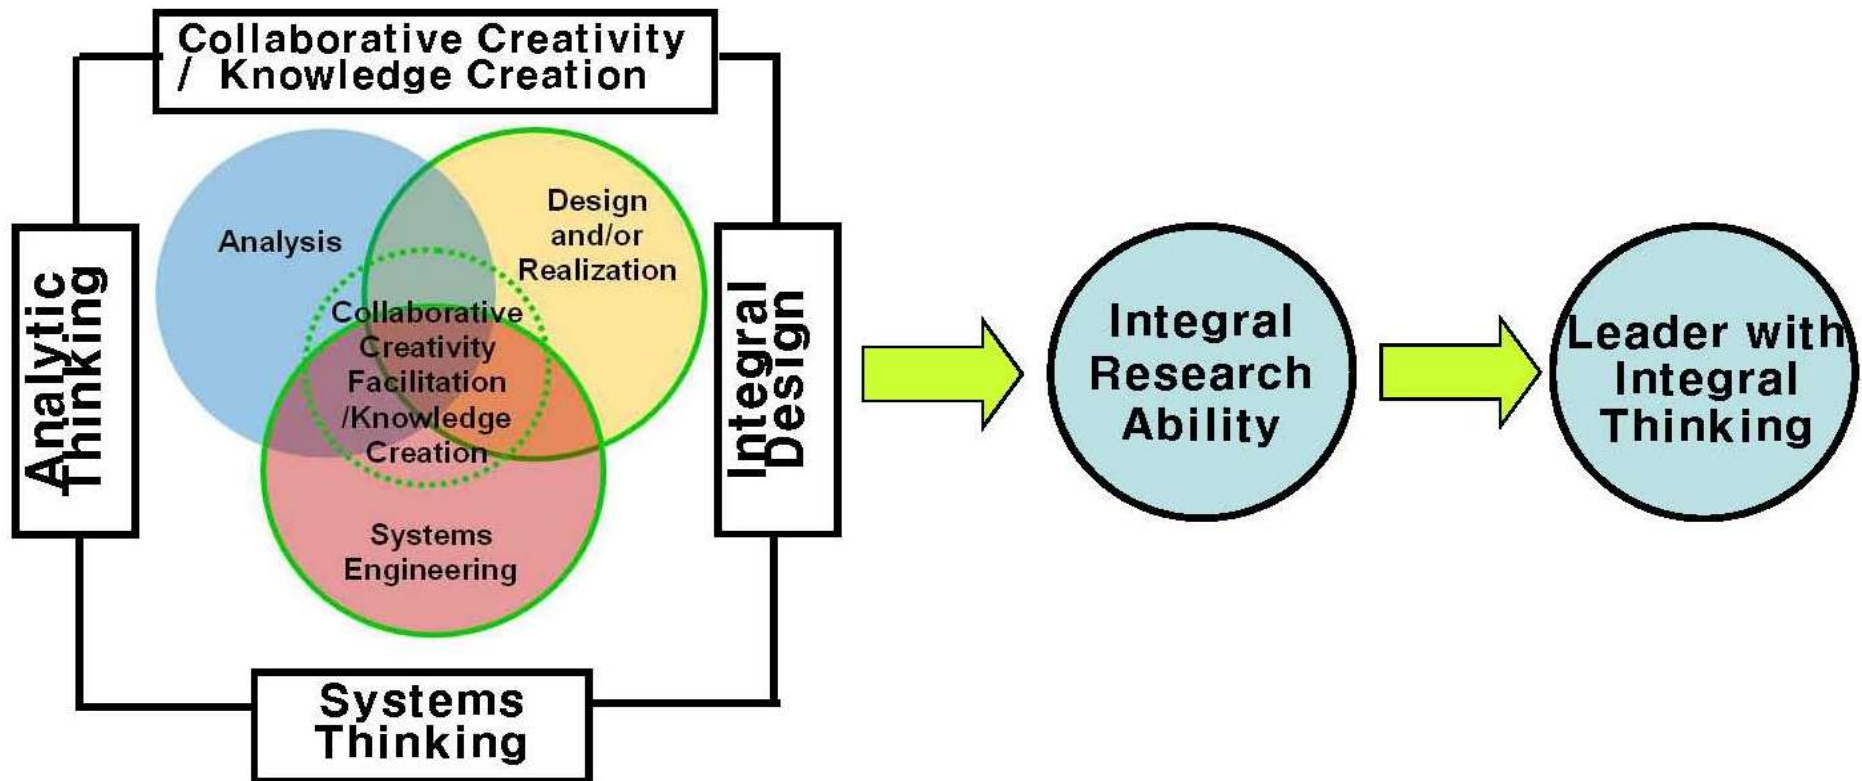 Collaborative Creativity
/ Knowledge Creation
Analysis
Design
and/or
Realization
Collaborative
Creativity
Facilitation
/Knowledge
Creation
Systems
Engineering
Analytic
Thinking
Integral
Design
Systems
Thinking
Integral
Research
Ability
Leader with
Integral
Thinking